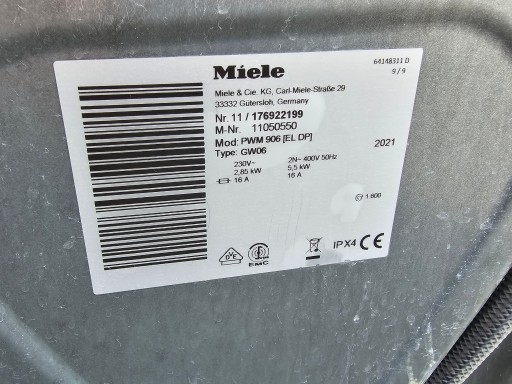 64148311 D
9 / 9
Miele
Miele & Cie. KG, Carl-Miele-Straße 29
33332 Gütersloh, Germany
Nr. 11 / 176922199
M-Nr. 11050550
Mod: PWM 906 [EL DP]
2021
Type: GW06
230V~ 2N~ 400V 50Hz
2,85 kW 5,5 kW
16 A 16 A
1.600
VDE
EMC
IPX4 CE